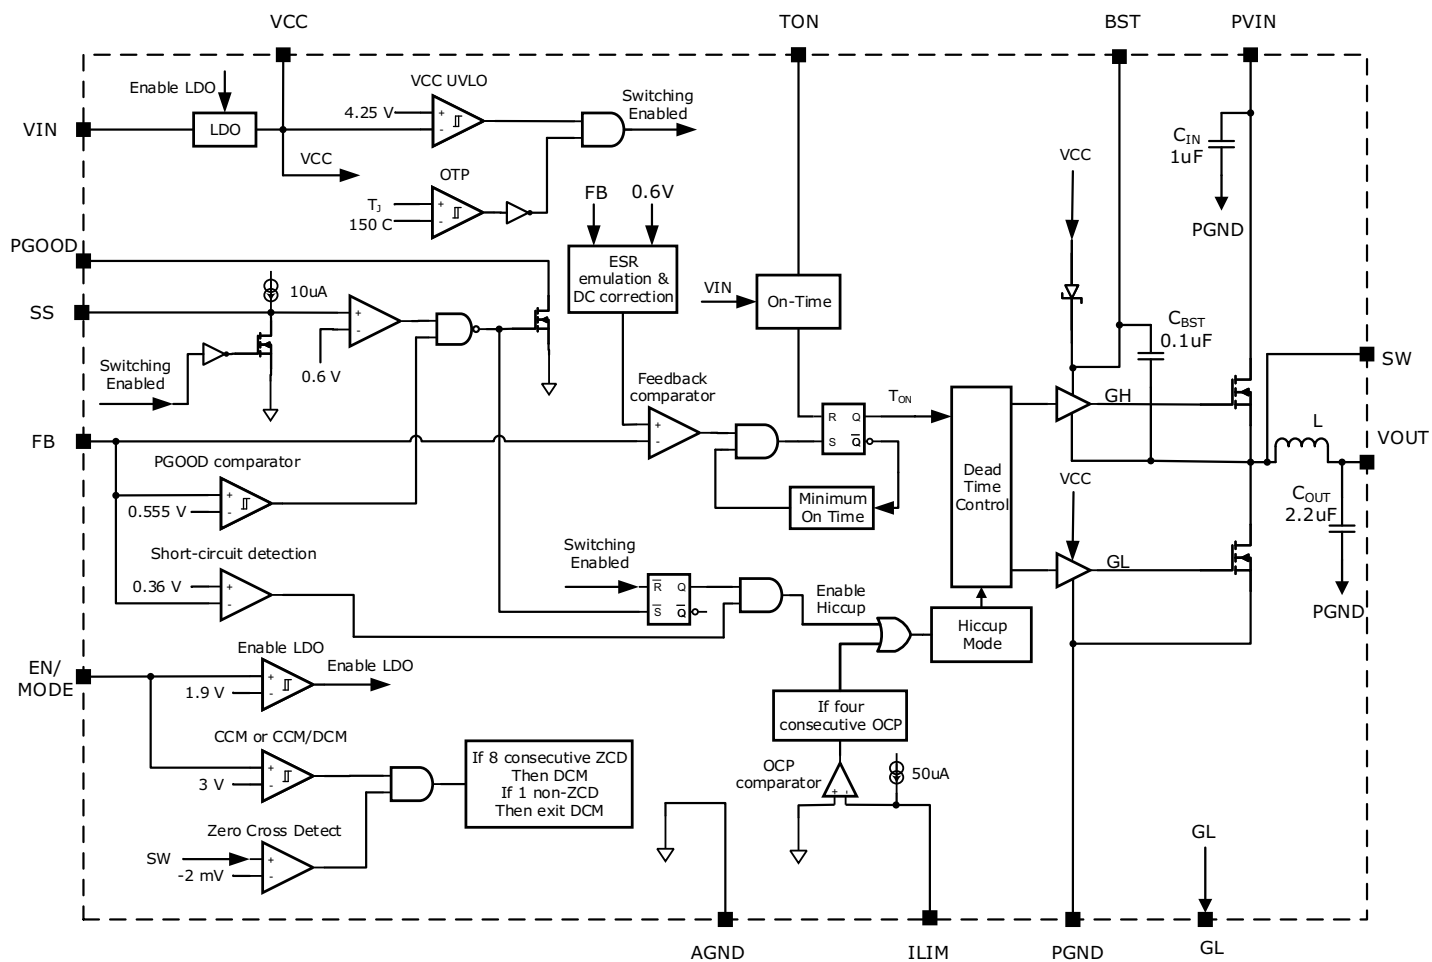 VCC
TON
BST
PVIN
Enable LDO
VCC UVLO
4.25 V
+
-
Switching
Enabled
VIN
LDO
VCC
OTP
TJ
150 C
+
-
FB
0.6V
VCC
CIN
1uF
PGND
PGOOD
ESR
emulation &
DC correction
VIN
On-Time
10uA
SS
+
-
0.6 V
CBST
0.1uF
SW
Switching
Enabled
Feedback
comparator
TON
GH
+
-
R
Q
S
Q
L
VOUT
FB
PGOOD comparator
+
-
0.555 V
Minimum
On Time
Dead
Time
Control
VCC
COUT
2.2uF
Short-circuit detection
0.36 V
+
-
Switching
Enabled
R
Q
S
Q
Enable
Hiccup
GL
PGND
Hiccup
Mode
EN/
MODE
Enable LDO
Enable LDO
+
-
1.9 V
If four
consecutive OCP
CCM or CCM/DCM
+
-
3 V
If 8 consecutive ZCD
Then DCM
If 1 non-ZCD
Then exit DCM
OCP
comparator
+
-
50uA
Zero Cross Detect
SW
-2 mV
+
-
GL
AGND
ILIM
PGND
GL